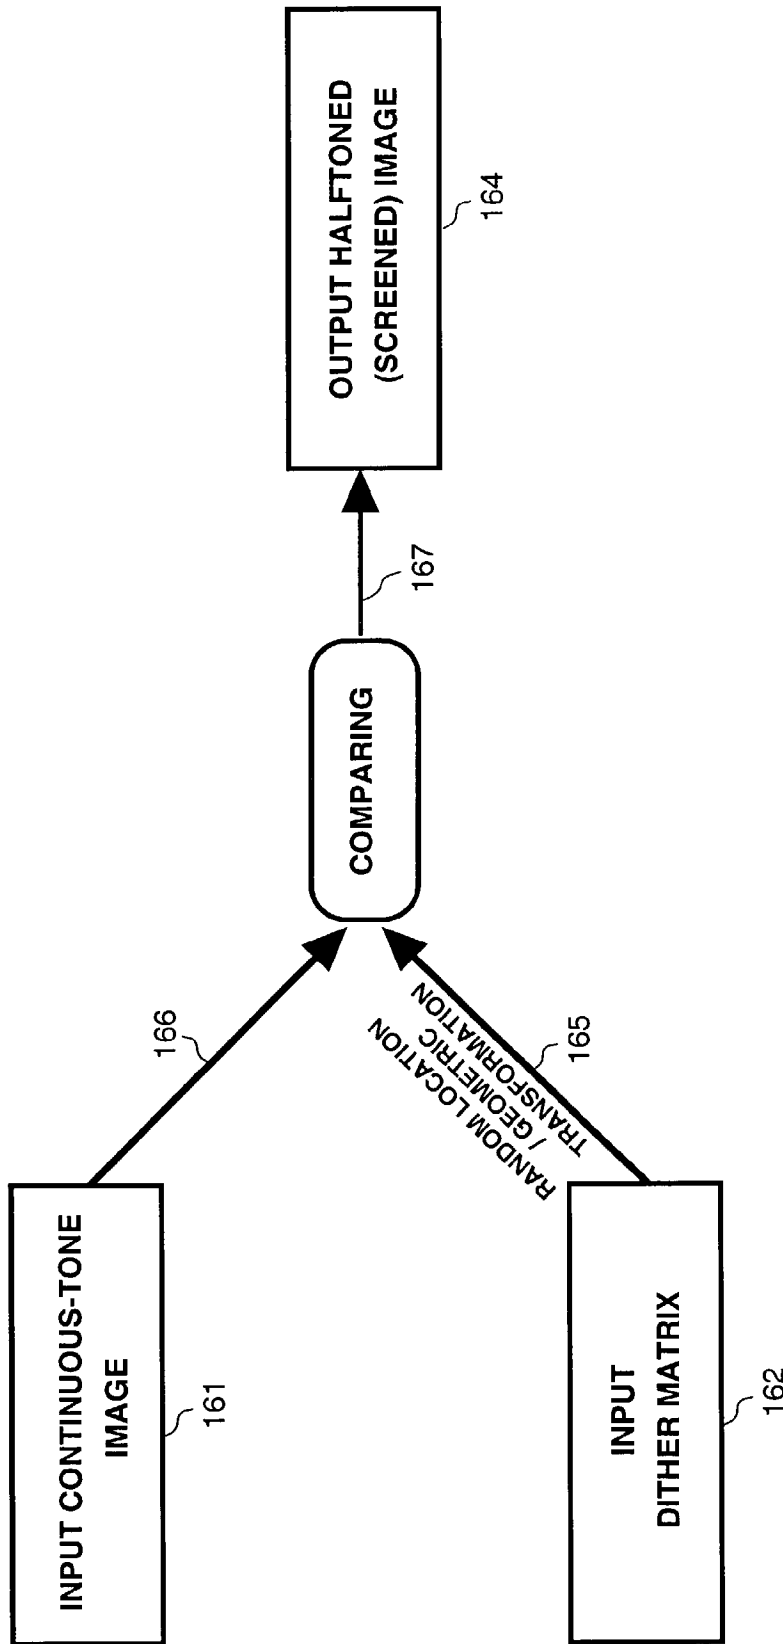 INPUT CONTINUOUS-TONE
IMAGE
161
166
INPUT
DITHER MATRIX
162
RANDOM LOCATION
/ GEOMETRIC
TRANSFORMATION
165
COMPARING
167
OUTPUT HALFTONED
(SCREENED) IMAGE
164